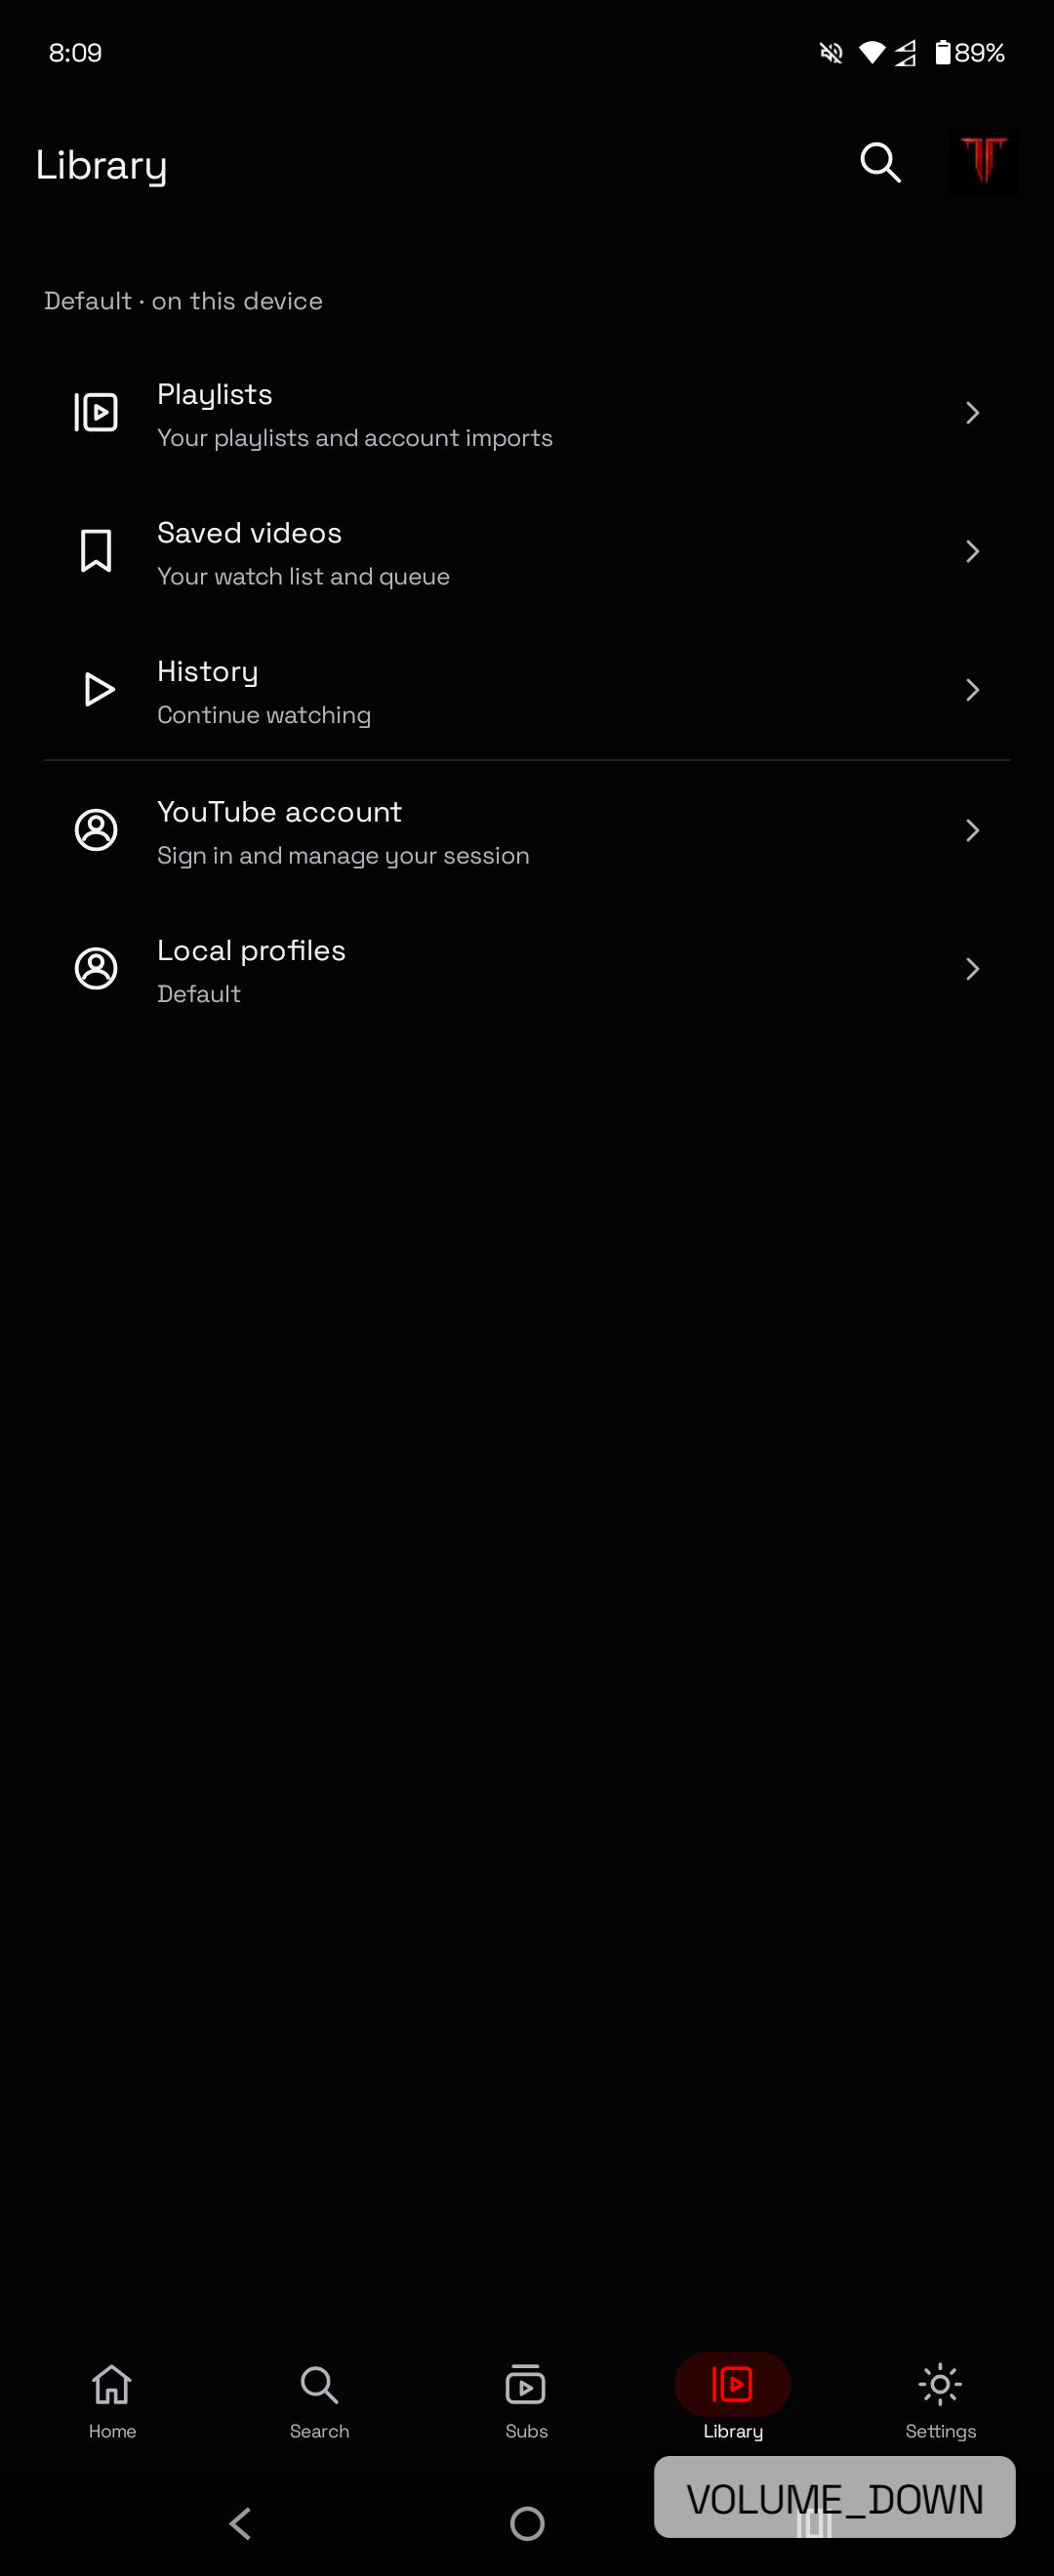 8:09
89%
Library
Default · on this device
Playlists
Your playlists and account imports
Saved videos
Your watch list and queue
History
Continue watching
YouTube account
Sign in and manage your session
Local profiles
Default
Home
Search
Subs
Library
Settings
VOLUME_DOWN